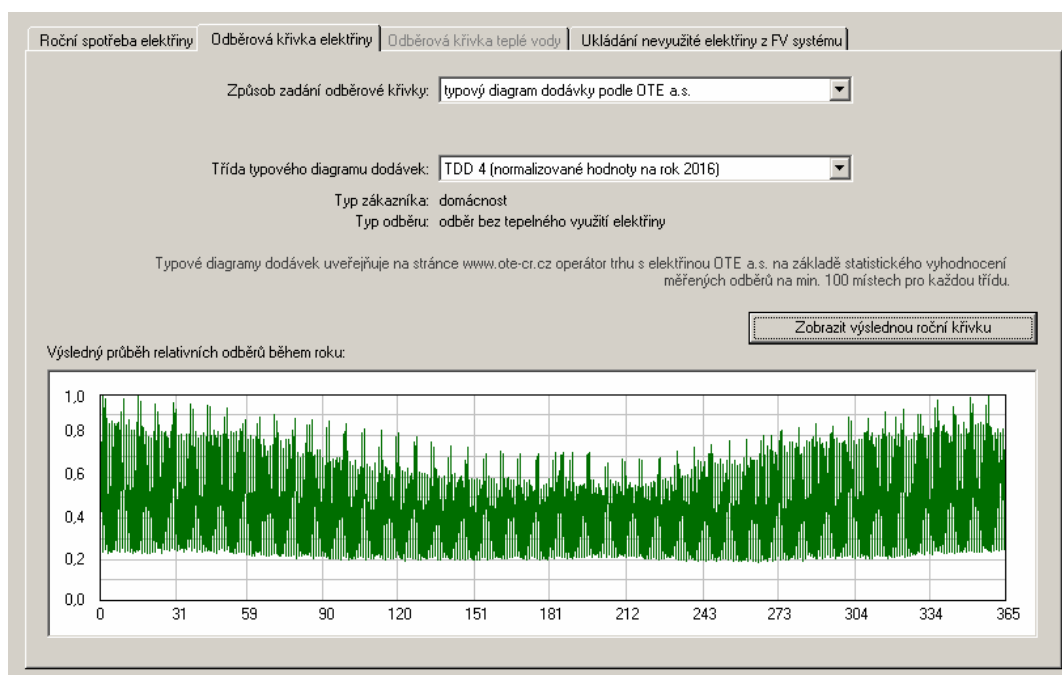 Roční spotřeba elektřiny Odběrová křivka elektřiny Odběrová křivka teplé vody Ukládání nevyužité elektřiny z FV systému
Způsob zadání odběrové křivky: typový diagram dodávky podle OTE a.s.
Třída typového diagramu dodávek: TDD 4 (normalizované hodnoty na rok 2016)
Typ zákazníka: domácnost
Typ odběru: odběr bez tepelného využití elektřiny
Typové diagramy dodávek uveřejňuje na stránce www.ote-cr.cz operátor trhu s elektřinou OTE a.s. na základě statistického vyhodnocení
měřených odběrů na min. 100 místech pro každou třídu.
Zobrazit výslednou roční křivku
Výsledný průběh relativních odběrů během roku:
1,0
0,8
0,6
0,4
0,2
0,0
0 31 59 90 120 151 181 212 243 273 304 334 365